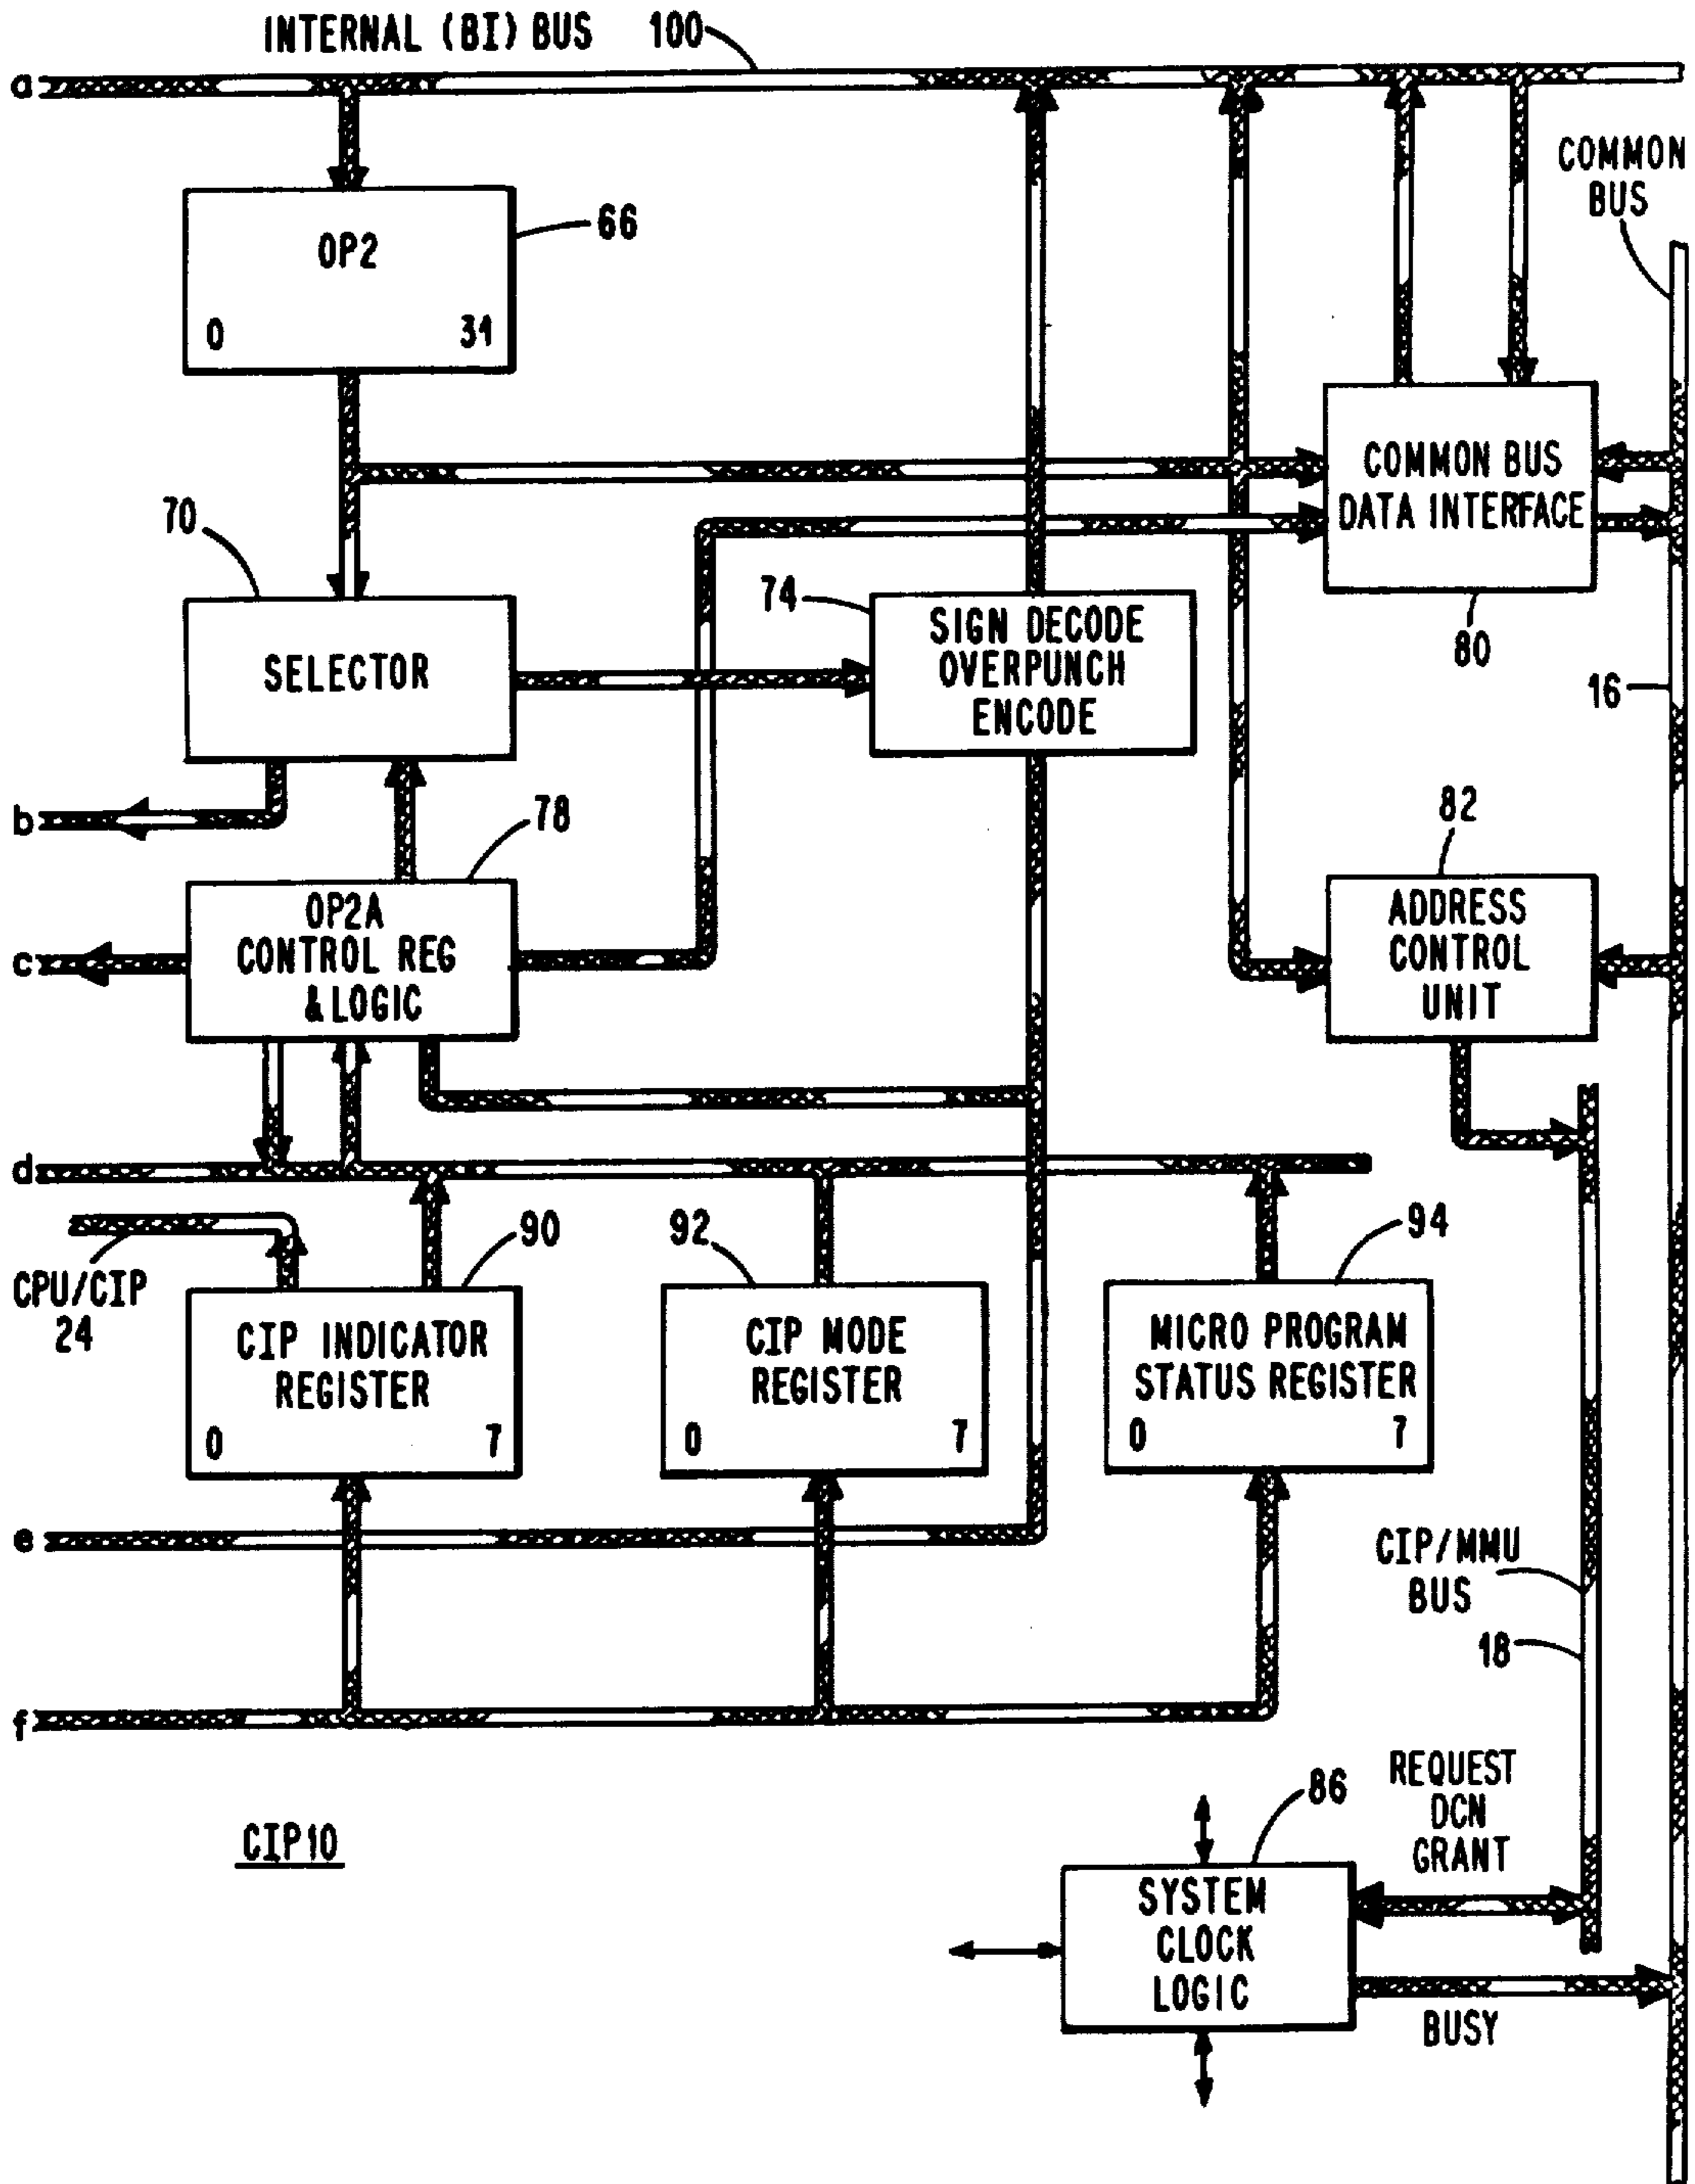 INTERNAL (BI) BUS 100
a
COMMON
BUS
OP2
66
0 31
COMMON BUS
DATA INTERFACE
80
70
SELECTOR
74
SIGN DECODE
OVERPUNCH
ENCODE
16
b
78
82
OP2A
CONTROL REG
& LOGIC
ADDRESS
CONTROL
UNIT
c
d
CPU/CIP
24
90
CIP INDICATOR
REGISTER
0 7
92
CIP MODE
REGISTER
0 7
94
MICRO PROGRAM
STATUS REGISTER
0 7
e
CIP/MMU
BUS
18
f
CIP10
86
REQUEST
DCN
GRANT
SYSTEM
CLOCK
LOGIC
BUSY